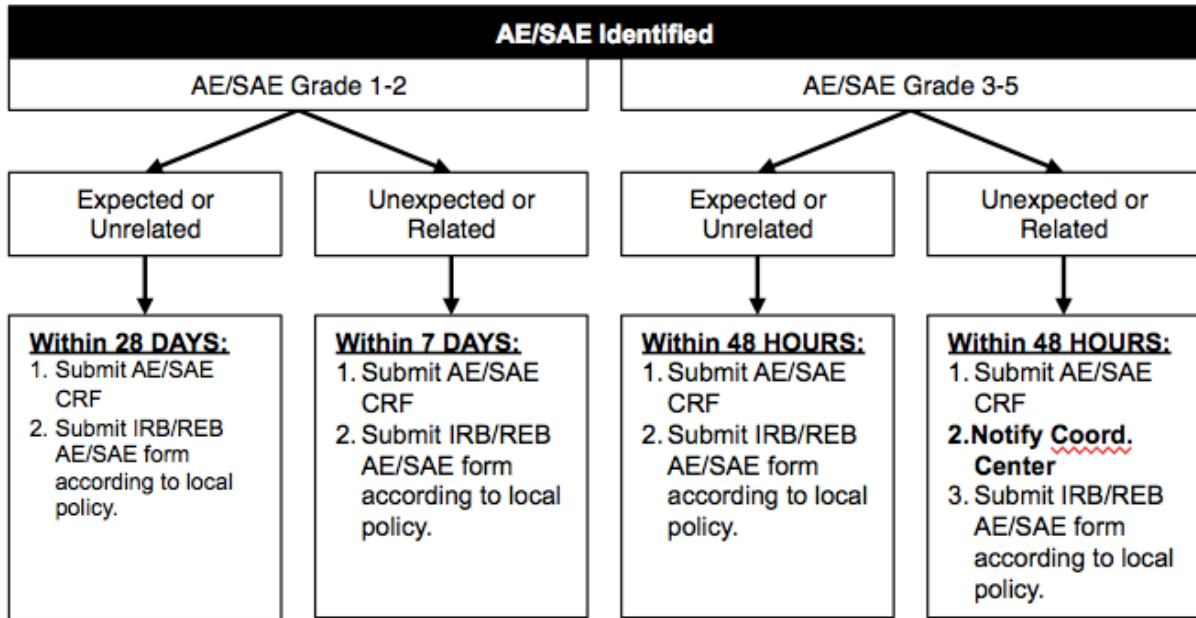 AE/SAE Identified
AE/SAE Grade 1-2
AE/SAE Grade 3-5
Expected or
Unrelated
Unexpected or
Related
Expected or
Unrelated
Unexpected or
Related
Within 28 DAYS:
1. Submit AE/SAE
CRF
2. Submit IRB/REB
AE/SAE form
according to local
policy.
Within 7 DAYS:
1. Submit AE/SAE
CRF
2. Submit IRB/REB
AE/SAE form
according to local
policy.
Within 48 HOURS:
1. Submit AE/SAE
CRF
2. Submit IRB/REB
AE/SAE form
according to local
policy.
Within 48 HOURS:
1. Submit AE/SAE
CRF
2.Notify Coord.
Center
3. Submit IRB/REB
AE/SAE form
according to local
policy.